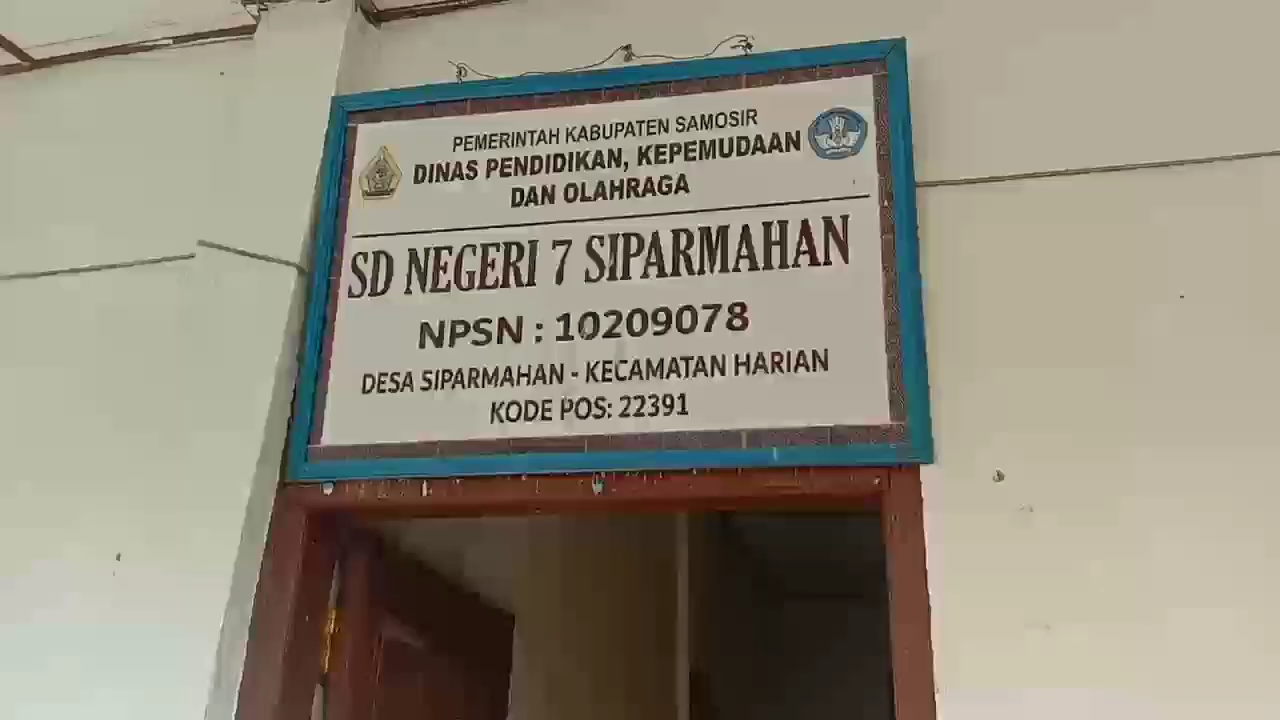 PEMERINTAH KABUPATEN SAMOSIR
DINAS PENDIDIKAN, KEPEMUDAAN
DAN OLAHRAGA
SD NEGERI 7 SIPARMAHAN
NPSN : 10209078
DESA SIPARMAHAN - KECAMATAN HARIAN
KODE POS: 22391